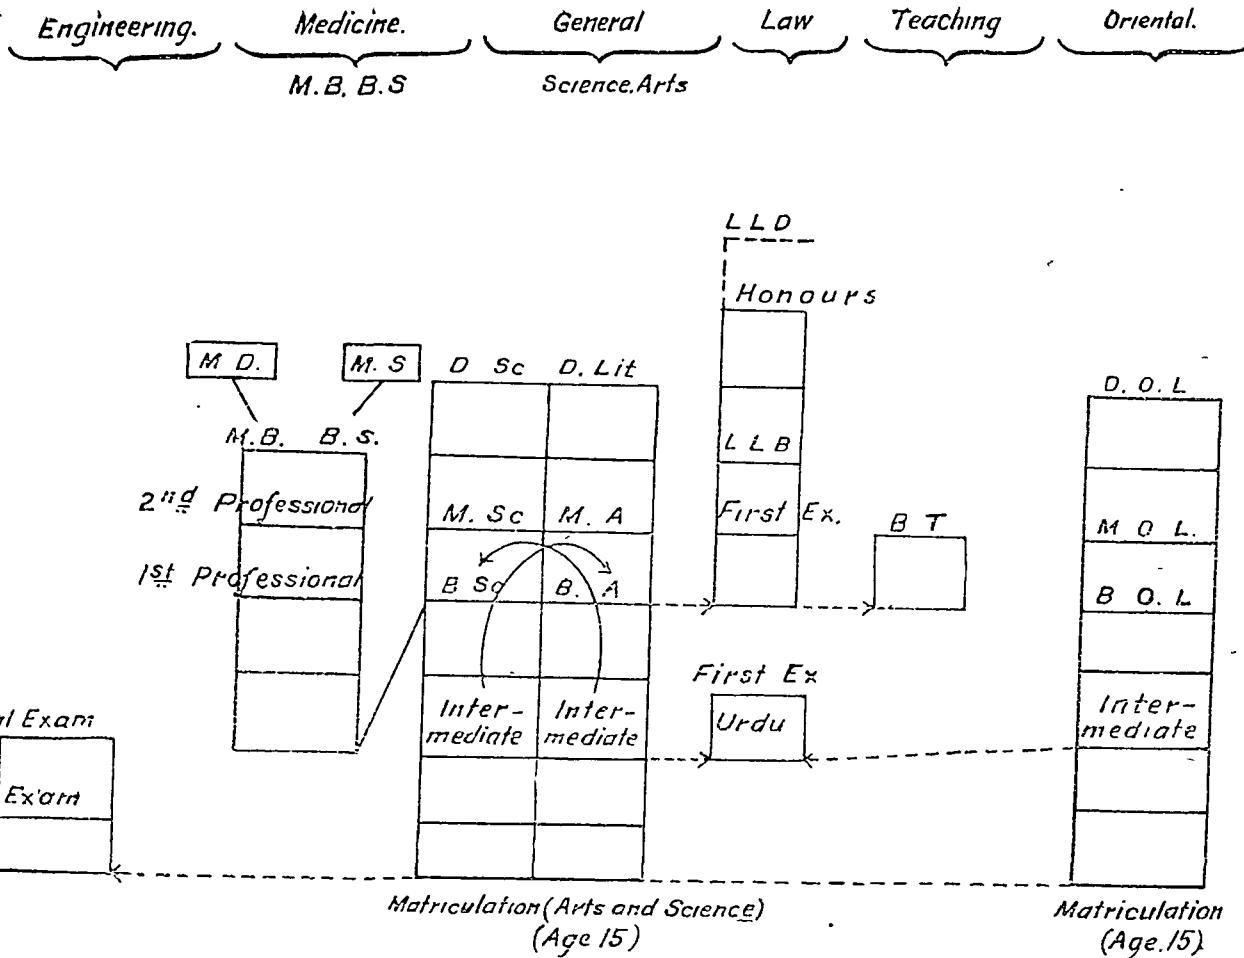 Engineering. Medicine. General Law Teaching Oriental.
M.B. B.S Science.Arts
LLD
Honours
M D. M.S D Sc D. Lit D. O. L
M.B. B.S. LLB
2nd Professional M. Sc M. A First Ex. B T M O L.
1st Professional B Sc B. A B O. L
First Ex
Inter- Inter- Urdu Inter-
mediate mediate mediate
Exam
Exam
Matriculation (Arts and Science) Matriculation
(Age 15) (Age. 15)